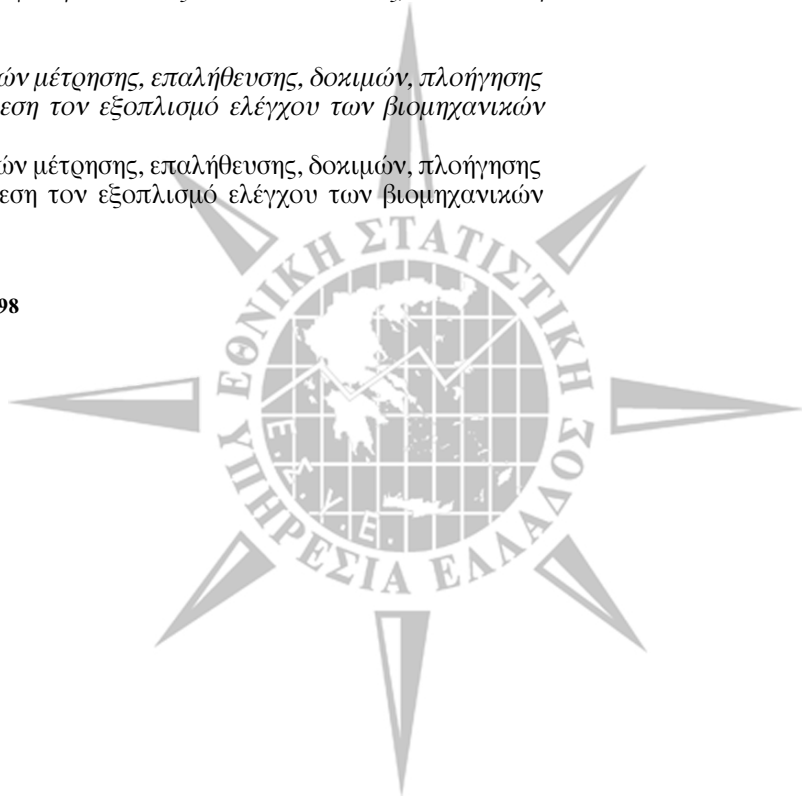 ών μέτρησης, επαλήθευσης, δοκιμών, πλοήγησης
εση τον εξοπλισμό ελέγχου των βιομηχανικών
ών μέτρησης, επαλήθευσης, δοκιμών, πλοήγησης
εση τον εξοπλισμό ελέγχου των βιομηχανικών
98
ΕΘΝΙΚΗ ΣΤΑΤΙΣΤΙΚΗ
ΥΠΗΡΕΣΙΑ ΕΛΛΑΔΟΣ
Ε.Σ.Υ.Ε.